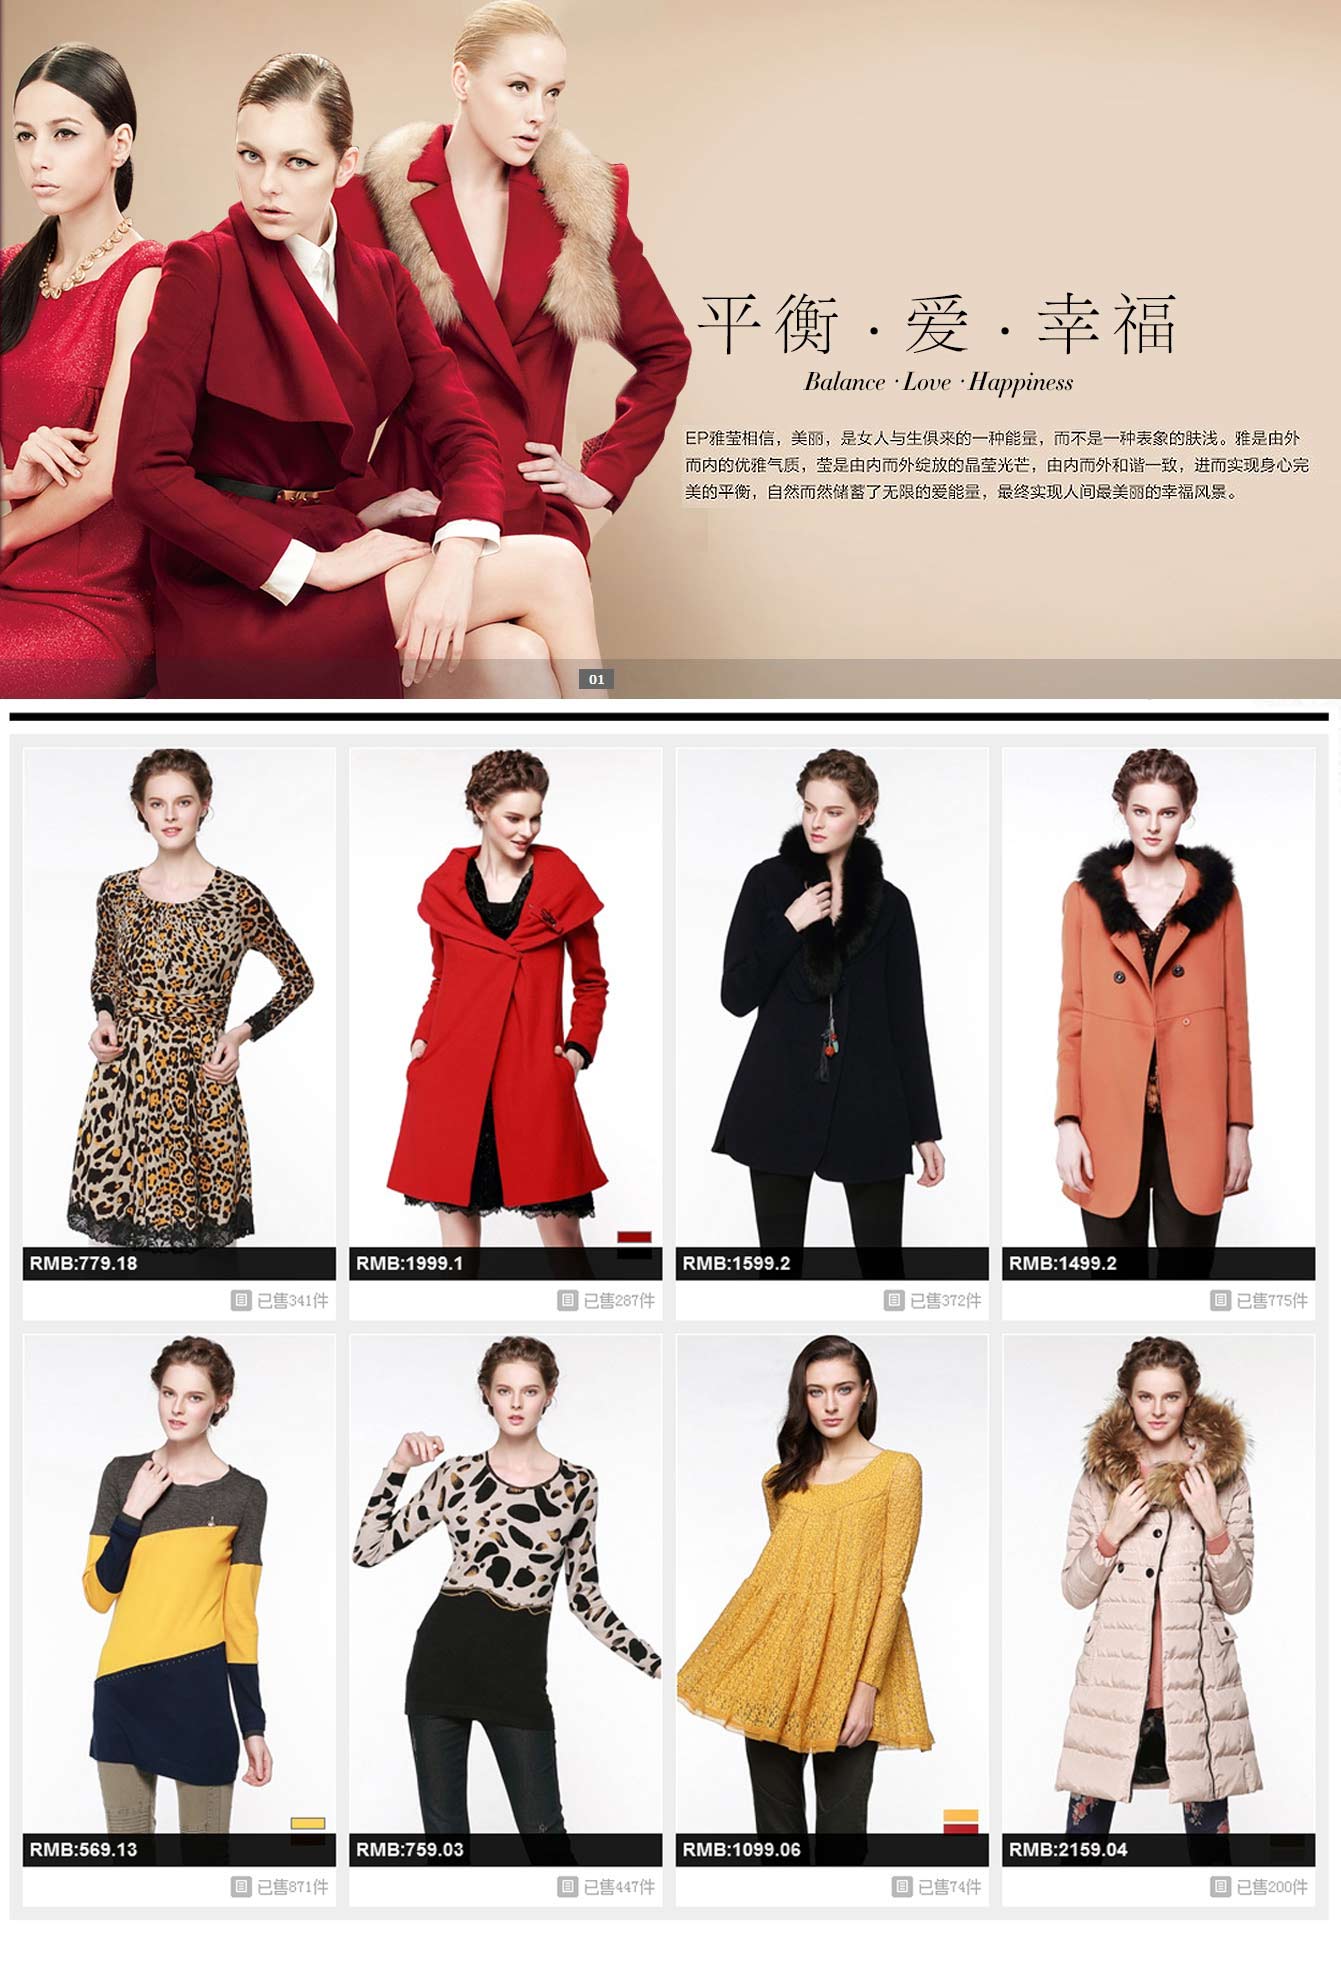 平衡·爱·幸福
Balance ·Love ·Happiness
EP雅莹相信，美丽，是女人与生俱来的一种能量，而不是一种表象的肤浅。雅是由外
而内的优雅气质，莹是由内而外绽放的晶莹光芒，由内而外和谐一致，进而实现身心完
美的平衡，自然而然储蓄了无限的爱能量，最终实现人间最美丽的幸福风景。
01
RMB:779.18
RMB:1999.1
RMB:1599.2
RMB:1499.2
已售341件
已售287件
已售372件
已售775件
RMB:569.13
RMB:759.03
RMB:1099.06
RMB:2159.04
已售871件
已售447件
已售74件
已售200件